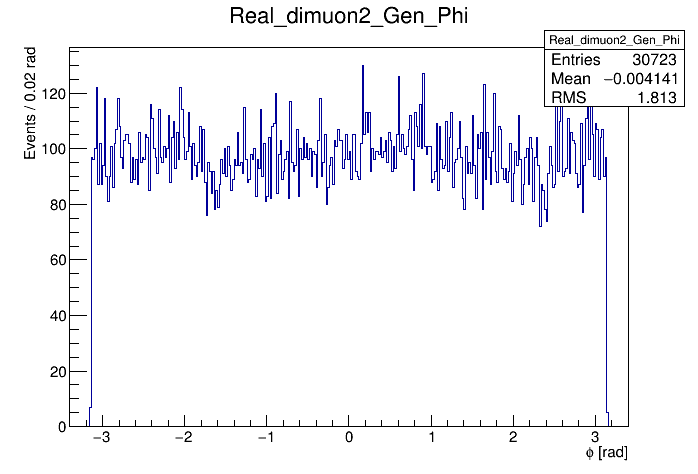 Real_dimuon2_Gen_Phi
Real_dimuon2_Gen_Phi
Entries 30723
Mean −0.004141
RMS 1.813
Events / 0.02 rad
120
100
80
60
40
20
0
−3 −2 −1 0 1 2 3
ϕ [rad]